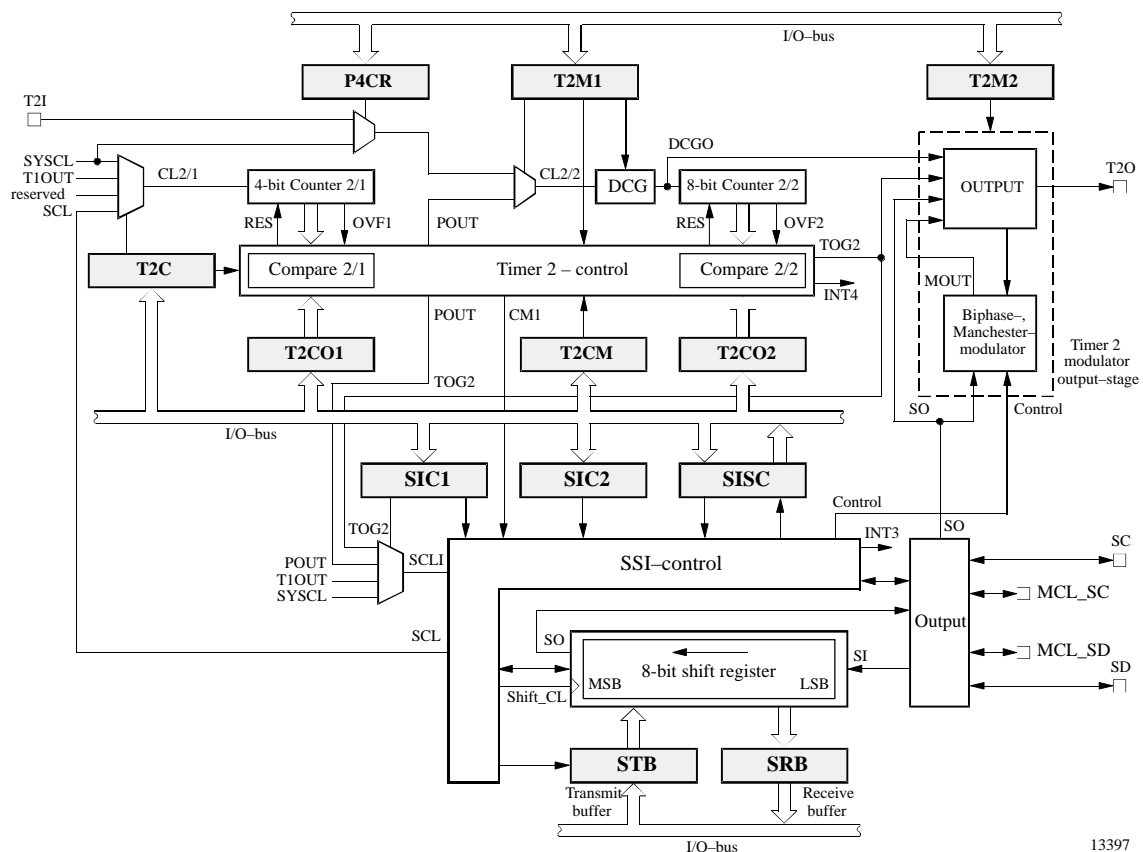 I/O–bus
P4CR
T2M1
T2M2
T2I
DCGO
SYSCL
T1OUT
reserved
SCL
CL2/1
4-bit Counter 2/1
CL2/2
DCG
8-bit Counter 2/2
OUTPUT
T2O
RES
OVF1
POUT
RES
OVF2
TOG2
T2C
Compare 2/1
Timer 2 – control
Compare 2/2
INT4
MOUT
POUT
CM1
Biphase–,
Manchester–
modulator
Timer 2
modulator
output–stage
T2CO1
T2CM
T2CO2
TOG2
SO
Control
I/O–bus
SIC1
SIC2
SISC
Control
TOG2
SO
INT3
POUT
T1OUT
SYSCL
SCLI
SSI–control
SC
MCL_SC
Output
SCL
SO
8-bit shift register
MSB
LSB
SI
MCL_SD
SD
Shift_CL
STB
SRB
Transmit
buffer
Receive
buffer
I/O–bus
13397